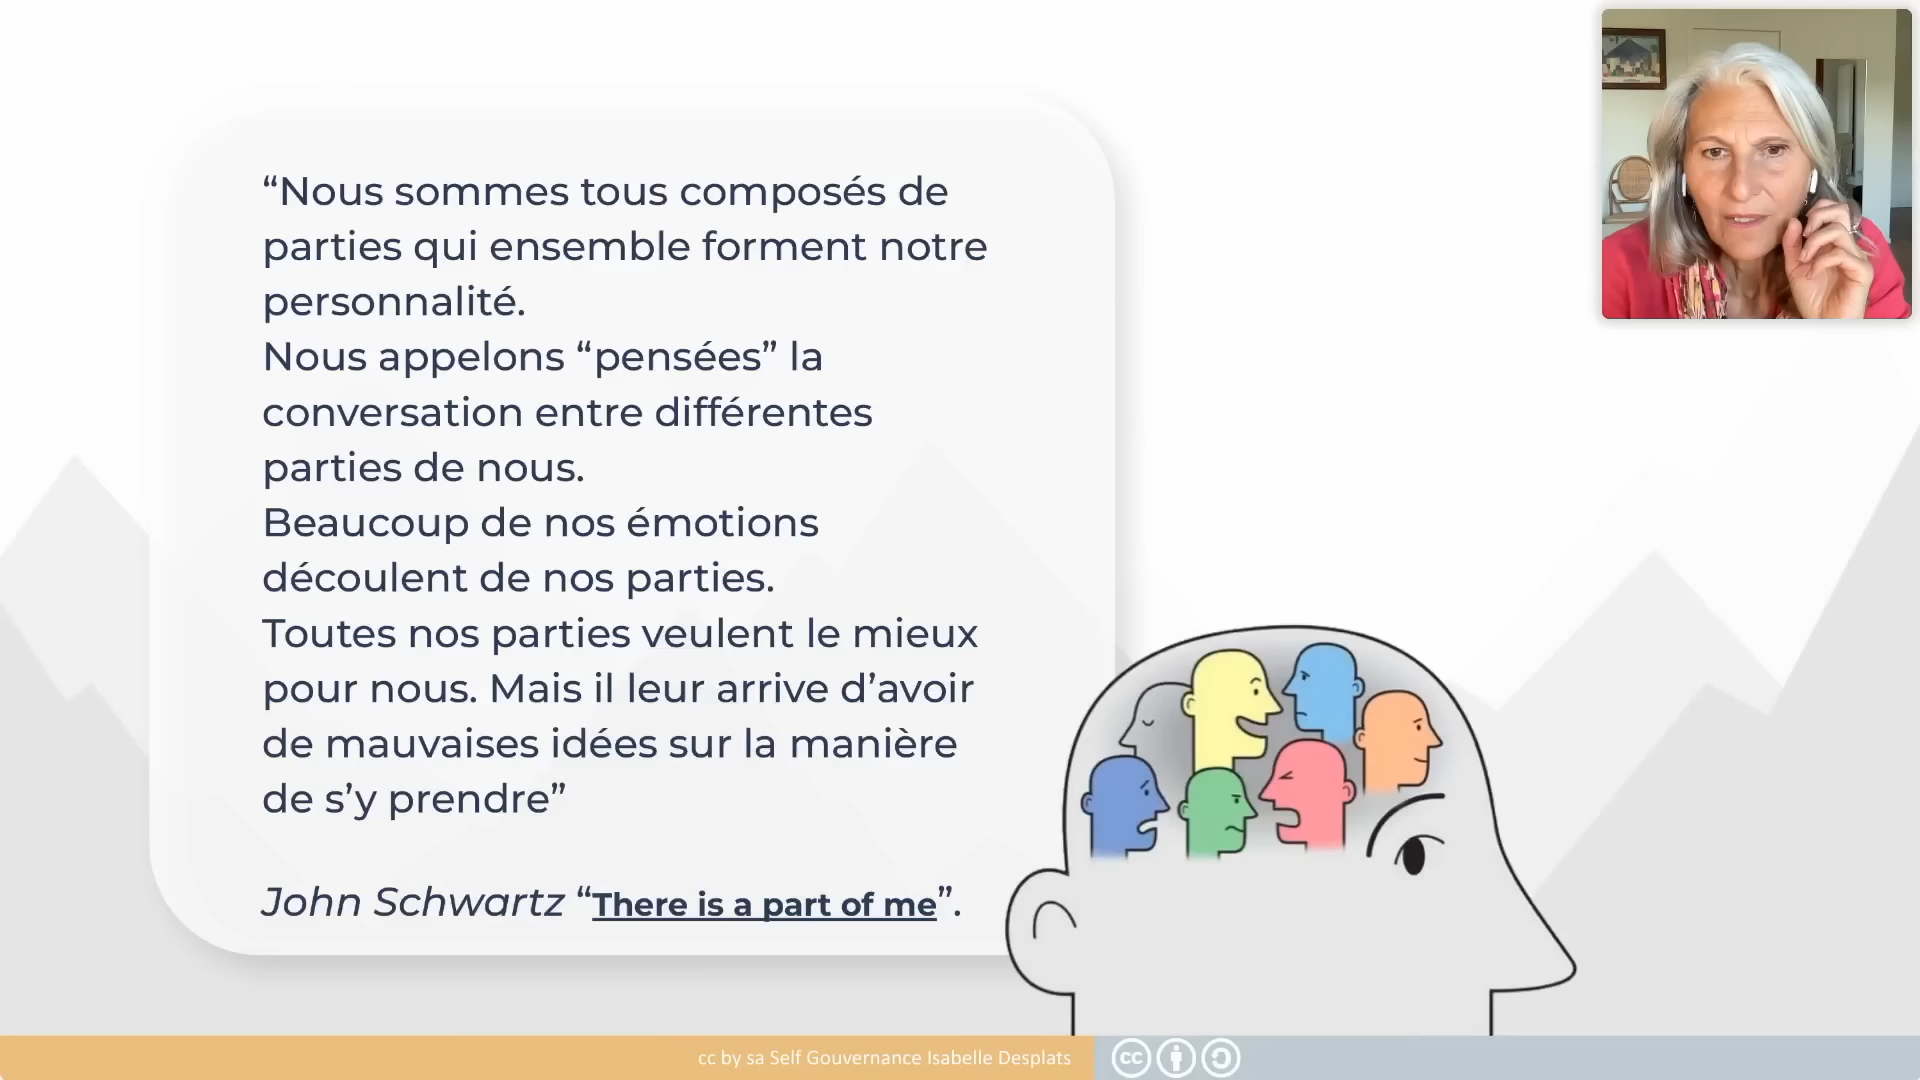 “Nous sommes tous composés de
parties qui ensemble forment notre
personnalité.
Nous appelons “pensées” la
conversation entre différentes
parties de nous.
Beaucoup de nos émotions
découlent de nos parties.
Toutes nos parties veulent le mieux
pour nous. Mais il leur arrive d’avoir
de mauvaises idées sur la manière
de s’y prendre”
John Schwartz “There is a part of me”.
cc by sa Self Gouvernance Isabelle Desplats
cc